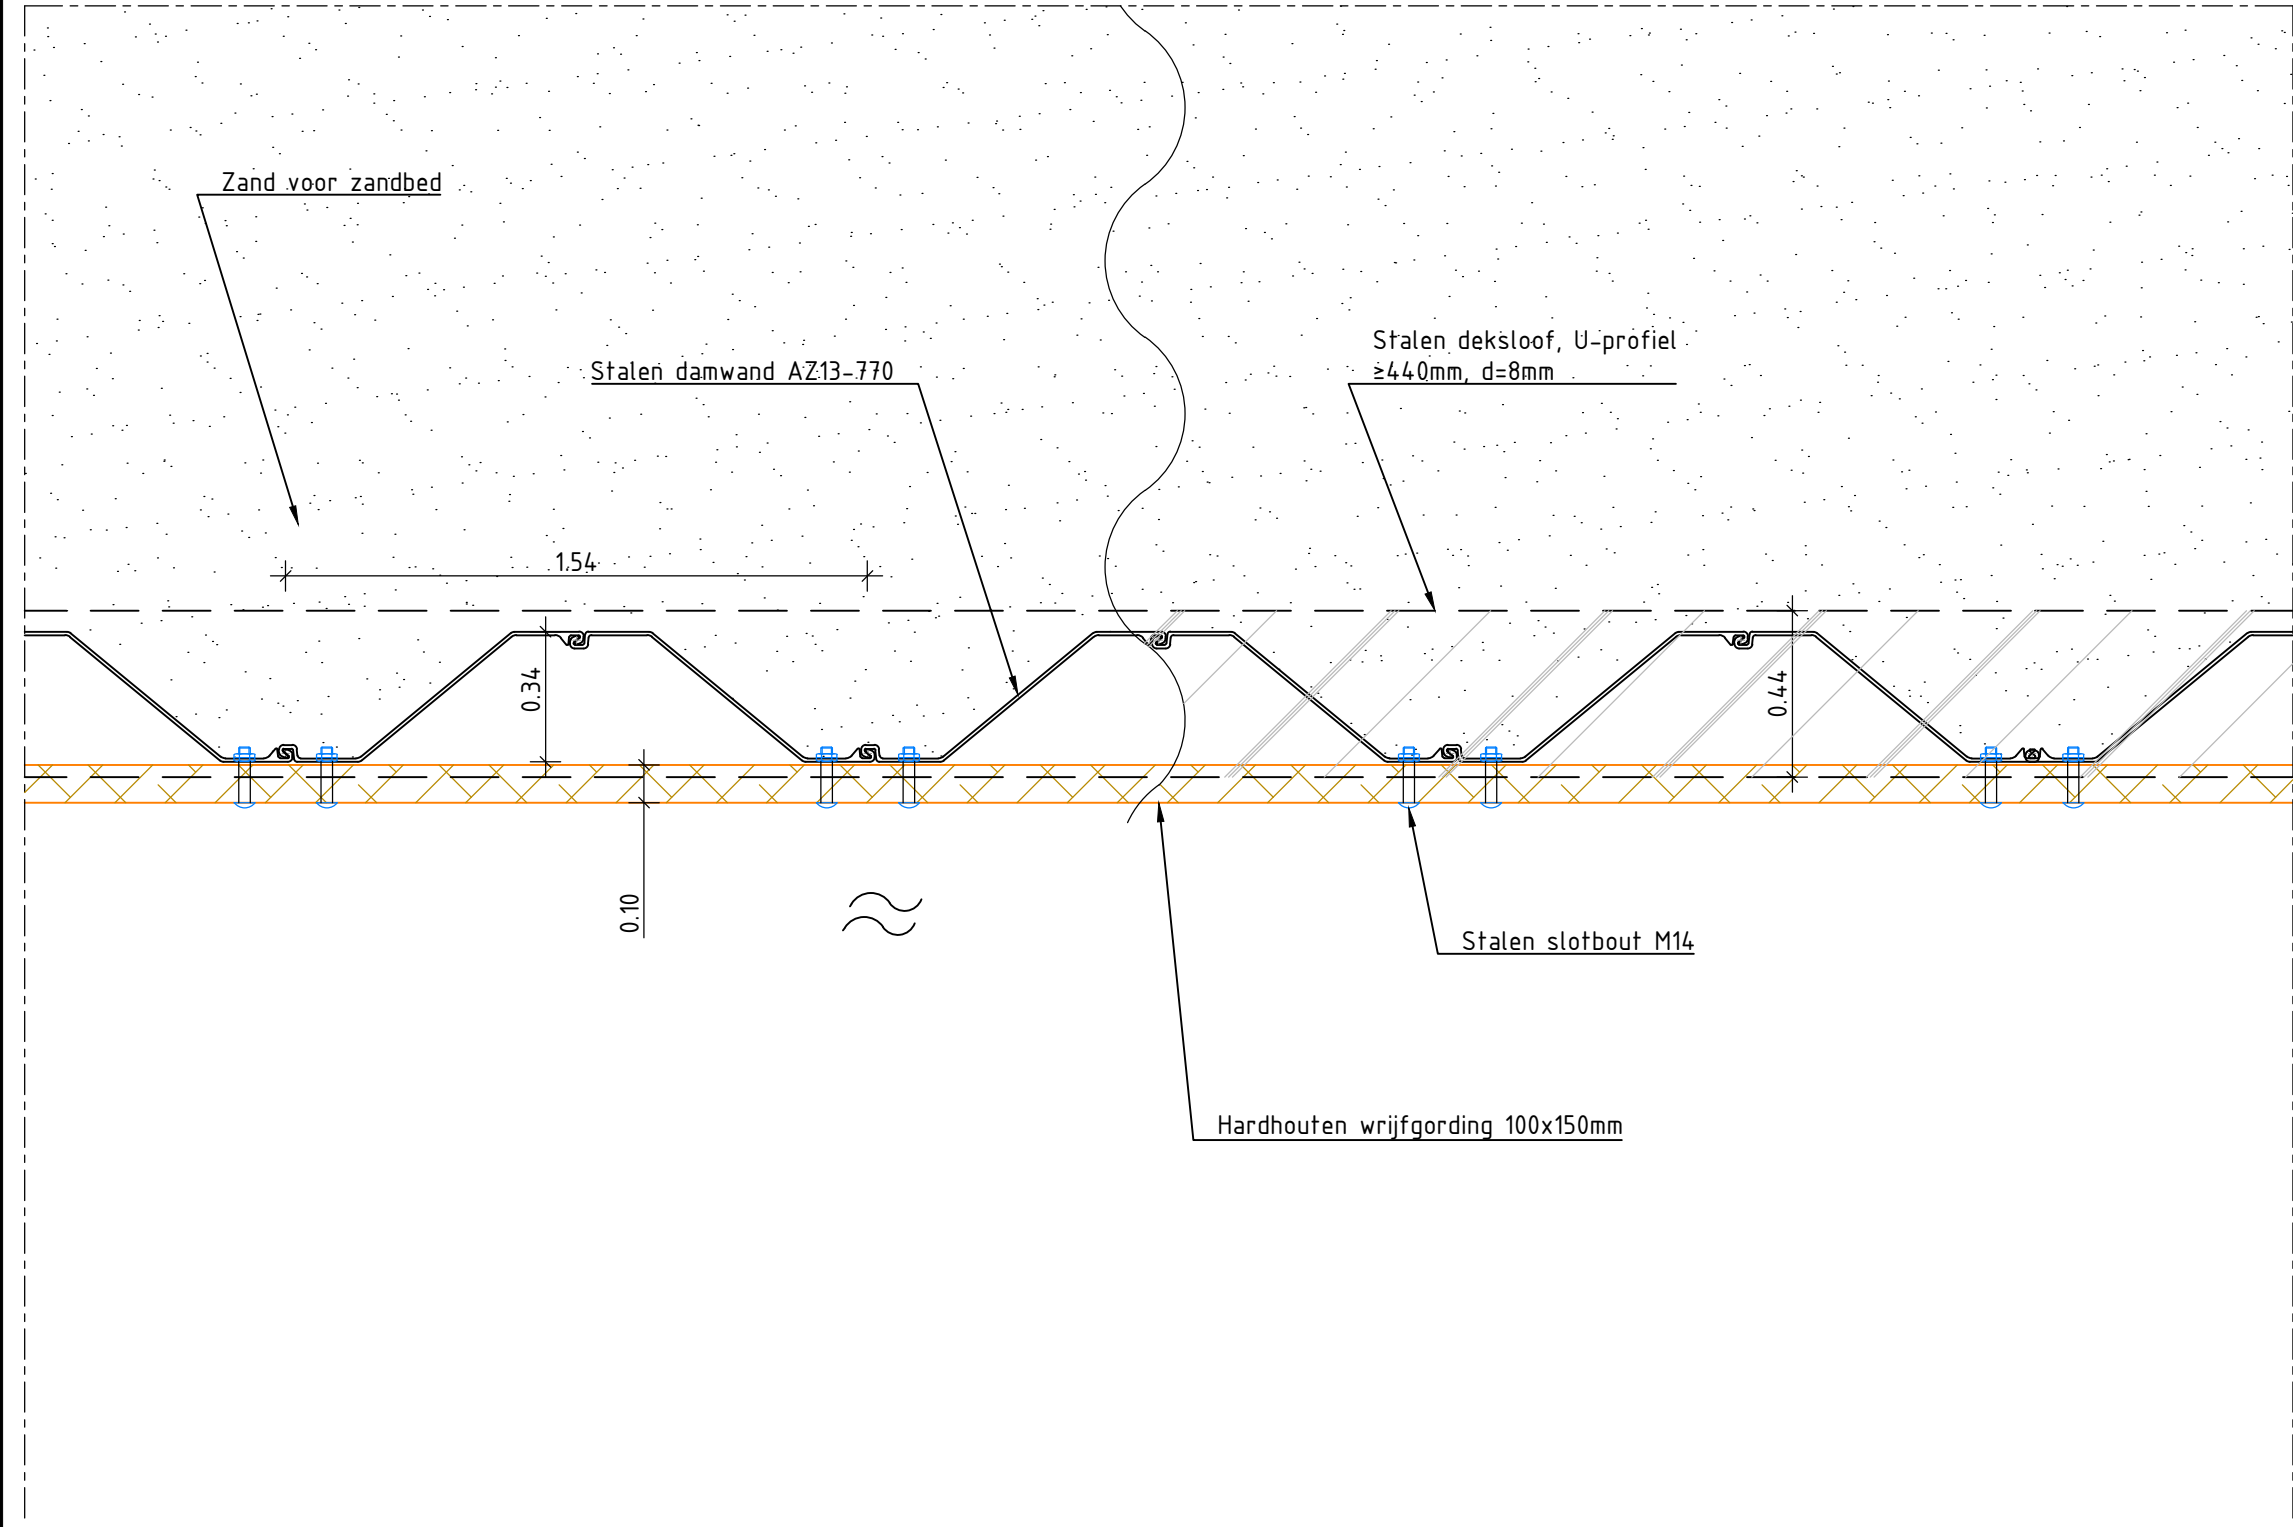 Zand voor zandbed
Stalen deksloof, U-profiel
≥440mm, d=8mm
Stalen damwand AZ13-770
1.54
0.34
0.44
0.10
Stalen slotbout M14
Hardhouten wrijfgording 100x150mm